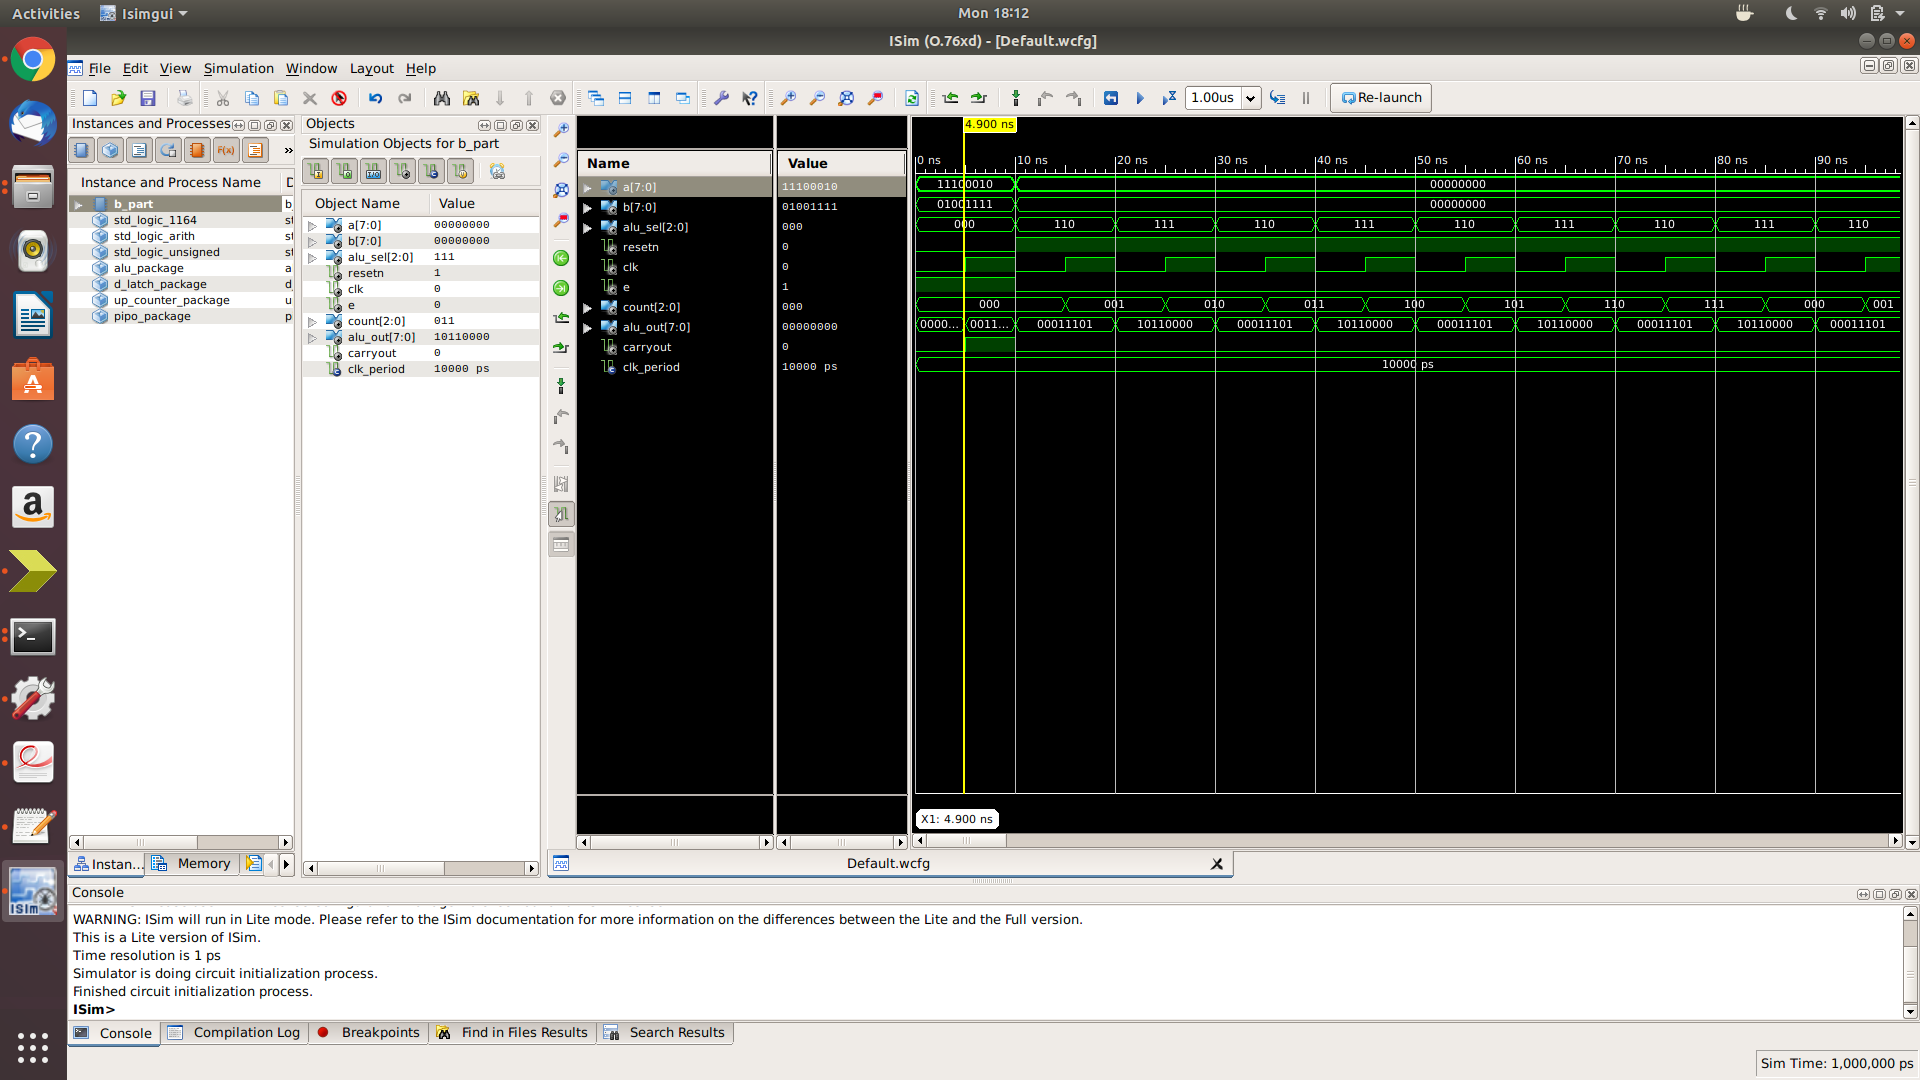 Activities Isimgui Mon 18:12
ISim (O.76xd) - [Default.wcfg]
File Edit View Simulation Window Layout Help
1.00us Re-launch
Instances and Processes
Instance and Process Name D
b_part b_
std_logic_1164 st
std_logic_arith st
std_logic_unsigned st
alu_package a
d_latch_package d_
up_counter_package u
pipo_package p
Instan... Memory
Objects
Simulation Objects for b_part
Object Name Value
a[7:0] 00000000
b[7:0] 00000000
alu_sel[2:0] 111
resetn 1
clk 0
e 0
count[2:0] 011
alu_out[7:0] 10110000
carryout 0
clk_period 10000 ps
Name Value
a[7:0] 11100010
b[7:0] 01001111
alu_sel[2:0] 000
resetn 0
clk 0
e 1
count[2:0] 000
alu_out[7:0] 00000000
carryout 0
clk_period 10000 ps
4.900 ns
0 ns 10 ns 20 ns 30 ns 40 ns 50 ns 60 ns 70 ns 80 ns 90 ns
11100010 00000000
01001111 00000000
000 110 111 110 111 110 111 110 111 110
000 001 010 011 100 101 110 111 000 001
0000... 0011... 00011101 10110000 00011101 10110000 00011101 10110000 00011101 10110000 00011101
10000 ps
X1: 4.900 ns
Default.wcfg
Console
WARNING: ISim will run in Lite mode. Please refer to the ISim documentation for more information on the differences between the Lite and the Full version.
This is a Lite version of ISim.
Time resolution is 1 ps
Simulator is doing circuit initialization process.
Finished circuit initialization process.
ISim>
Console Compilation Log Breakpoints Find in Files Results Search Results
Sim Time: 1,000,000 ps